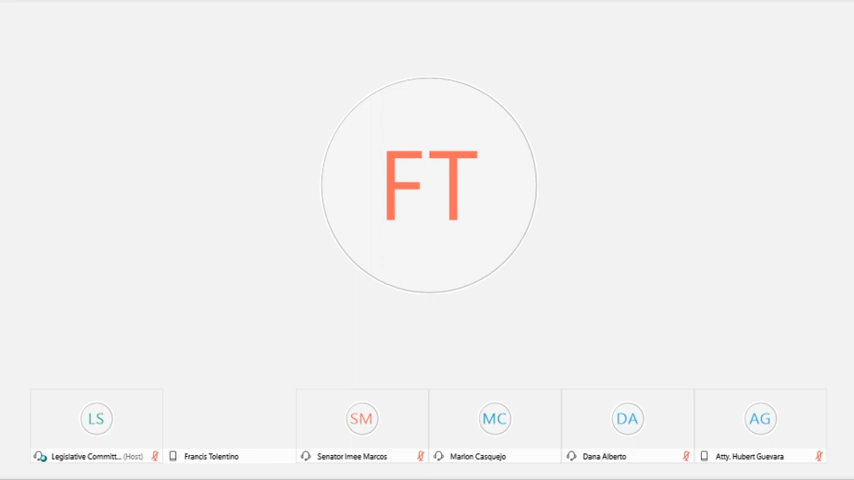 FT
LS
SM
MC
DA
AG
Legislative Committ... (Host)
Francis Tolentino
Senator Imee Marcos
Marlon Casquejo
Dana Alberto
Atty. Hubert Guevara